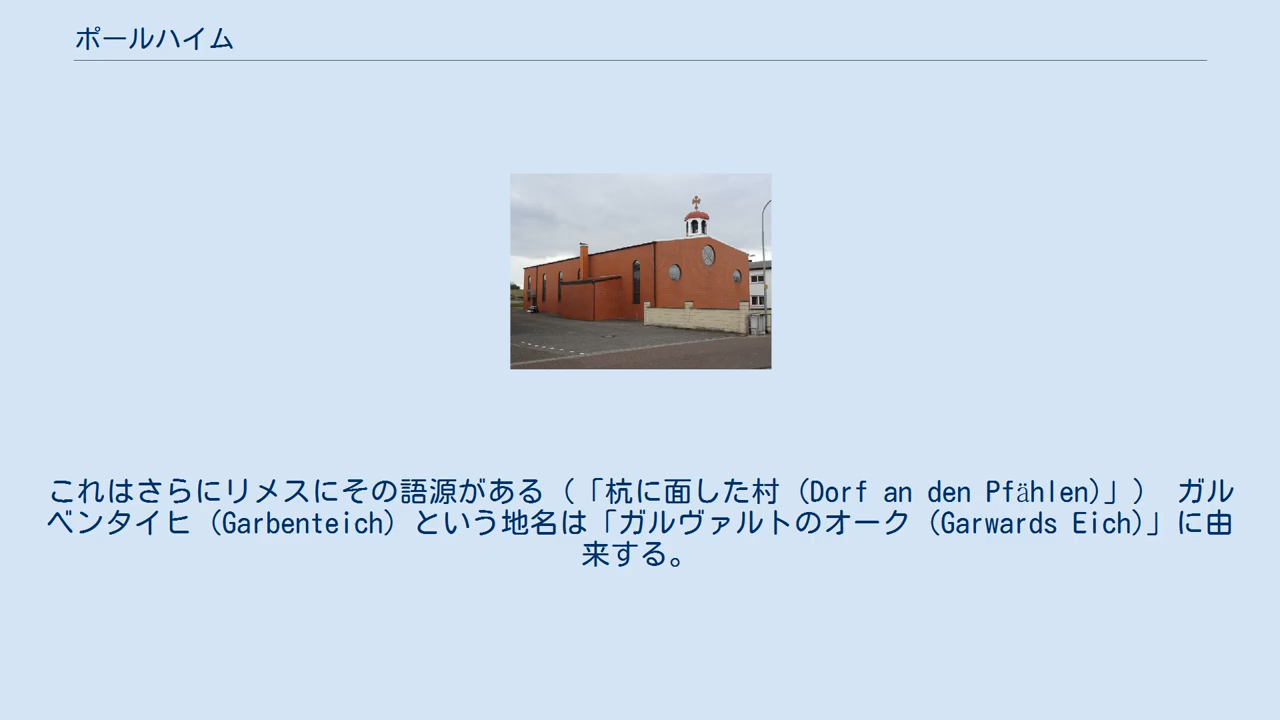 ポールハイム
これはさらにリメスにその語源がある（「杭に面した村（Dorf an den Pfählen)」） ガル
ベンタイヒ（Garbenteich）という地名は「ガルヴァルトのオーク（Garwards Eich)」に由
来する。